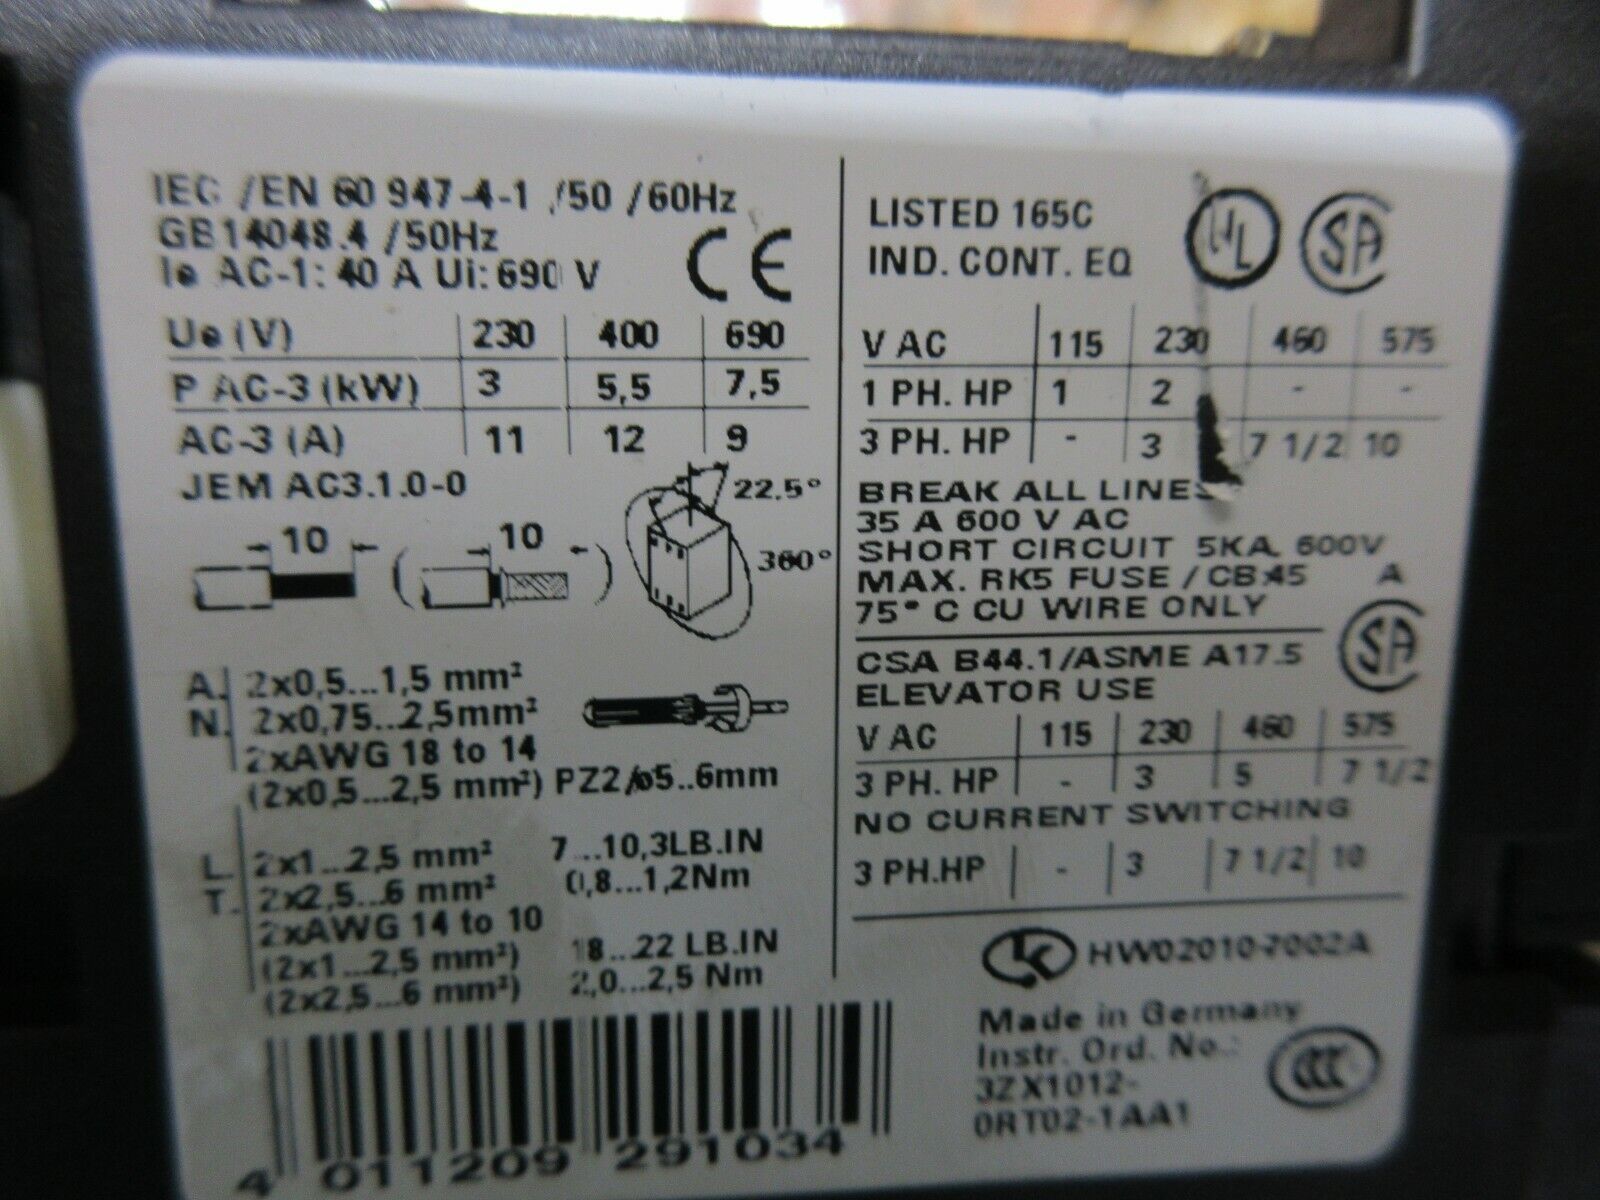 IEC /EN 60 947-4-1 /50 /60Hz
GB14048.4 /50Hz
Ie AC-1: 40 A Ui: 690 V
CE
Ue (V) 230 400 690
P AC-3 (kW) 3 5,5 7,5
AC-3 (A) 11 12 9
JEM AC3.1.0-0
22.5°
10 10
360°
A. 2x0,5...1,5 mm²
N. 2x0,75...2,5mm²
2xAWG 18 to 14
(2x0,5...2,5 mm²) PZ2/ø5..6mm
L. 2x1...2,5 mm² 7...10,3LB.IN
T. 2x2,5...6 mm² 0,8...1,2Nm
2xAWG 14 to 10
(2x1...2,5 mm²) 18...22 LB.IN
(2x2,5...6 mm²) 2,0...2,5 Nm
4 011209 291034
LISTED 165C UL SA
IND. CONT. EQ
V AC 115 230 460 575
1 PH. HP 1 2 - -
3 PH. HP - 3 7 1/2 10
BREAK ALL LINES
35 A 600 V AC
SHORT CIRCUIT 5KA 600V
MAX. RK5 FUSE / CB:45 A
75° C CU WIRE ONLY
CSA B44.1/ASME A17.5 SA
ELEVATOR USE
V AC 115 230 460 575
3 PH. HP - 3 5 7 1/2
NO CURRENT SWITCHING
3 PH.HP - 3 7 1/2 10
HW02010-7002A
Made in Germany
Instr. Ord. No.:
3ZX1012-
0RT02-1AA1
CCC